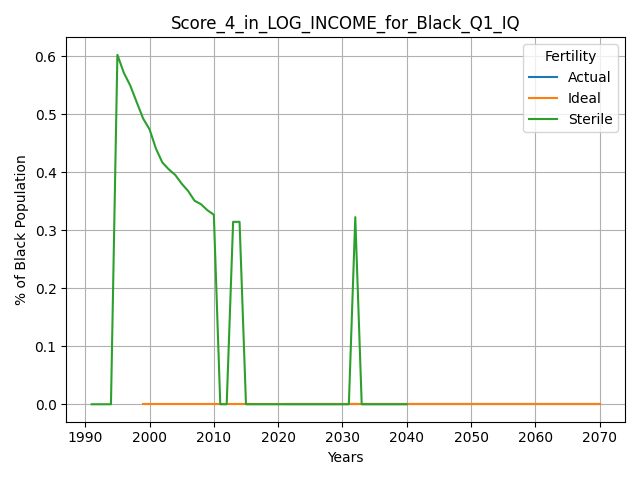 Score_4_in_LOG_INCOME_for_Black_Q1_IQ
Fertility
Actual
Ideal
Sterile
% of Black Population
0.6
0.5
0.4
0.3
0.2
0.1
0.0
1990 2000 2010 2020 2030 2040 2050 2060 2070
Years